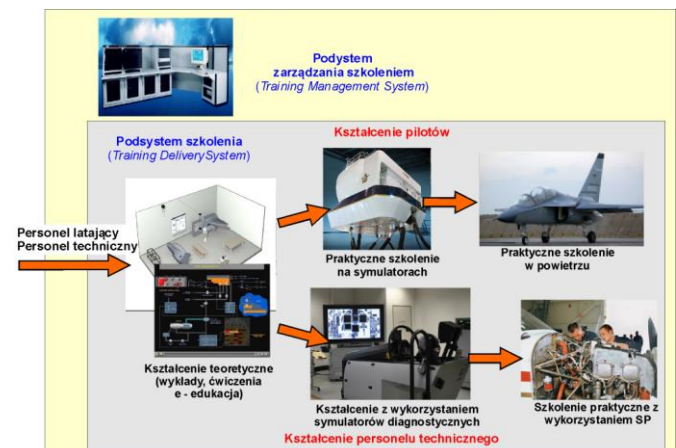 Podystem
zarządzania szkoleniem
(Training Management System)
Podsystem szkolenia
(Training DeliverySystem)
Kształcenie pilotów
Personel latający
Personel techniczny
Praktyczne szkolenie
na symulatorach
Praktyczne szkolenie
w powietrzu
Kształcenie teoretyczne
(wykłady, ćwiczenia
e - edukacja)
Kształcenie z wykorzystaniem
symulatorów diagnostycznych
Szkolenie praktyczne z
wykorzystaniem SP
Kształcenie personelu technicznego